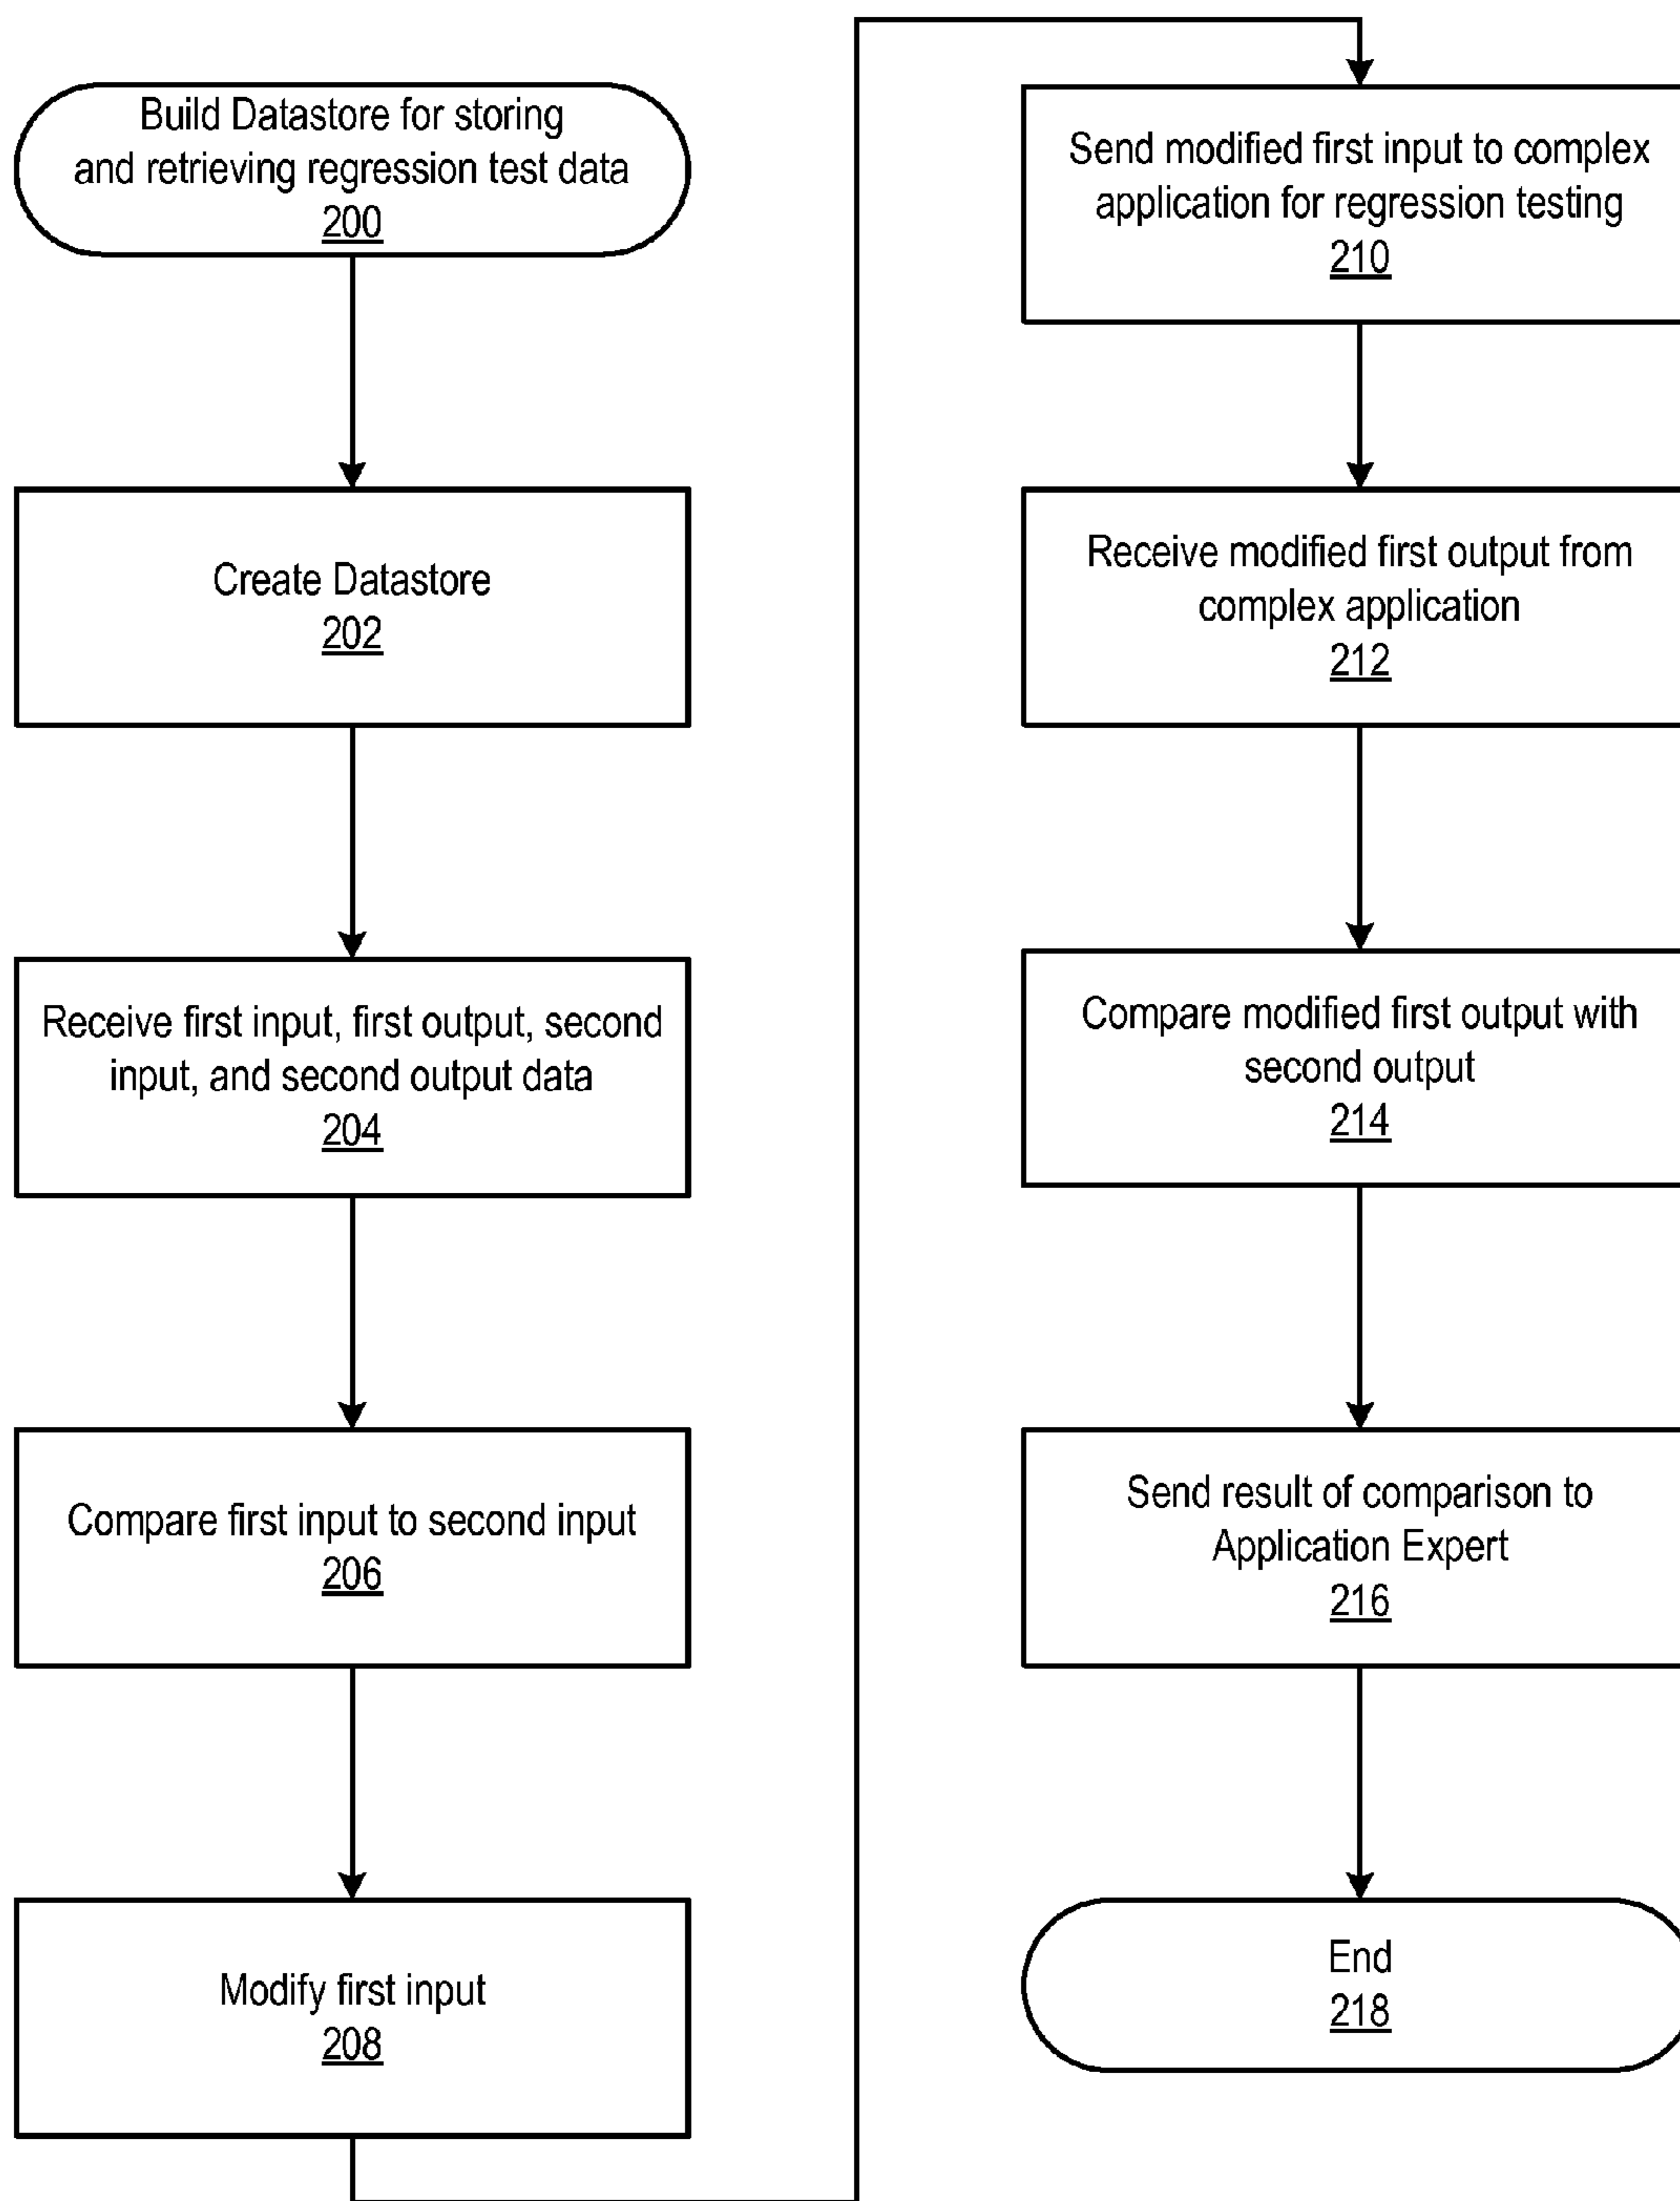 Build Datastore for storing
and retrieving regression test data
200
Create Datastore
202
Receive first input, first output, second
input, and second output data
204
Compare first input to second input
206
Modify first input
208
Send modified first input to complex
application for regression testing
210
Receive modified first output from
complex application
212
Compare modified first output with
second output
214
Send result of comparison to
Application Expert
216
End
218